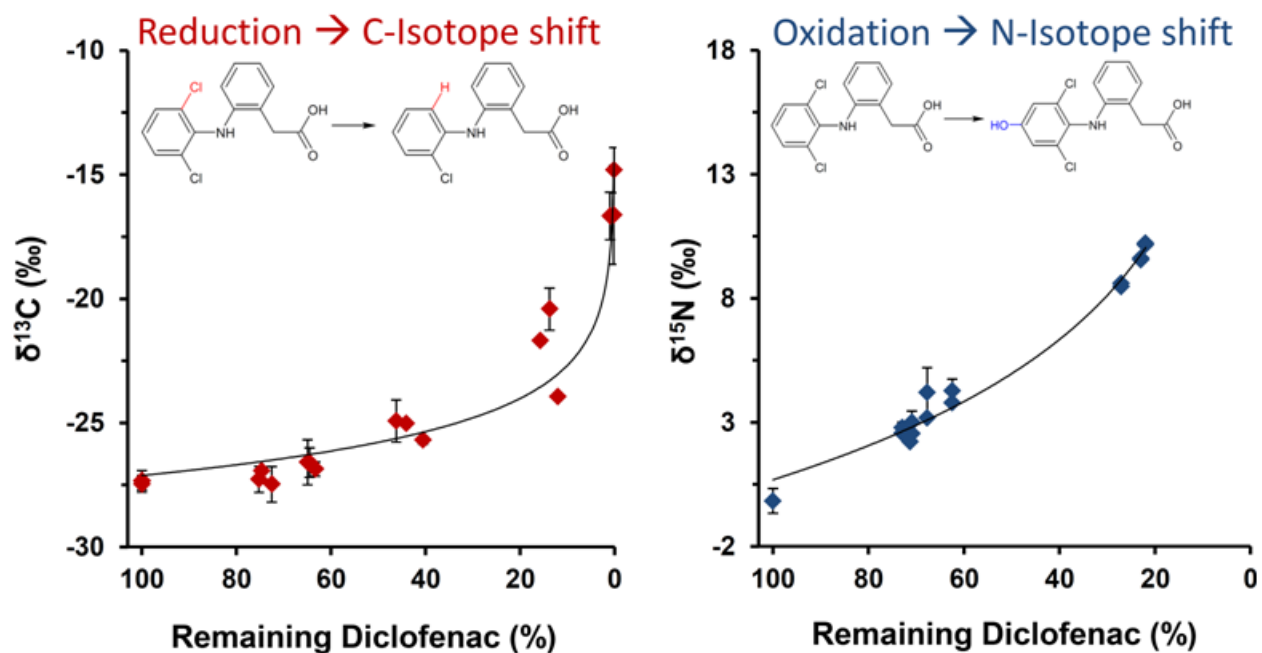 Reduction → C-Isotope shift
-10
-15
-20
-25
-30
δ¹³C (‰)
Cl
NH
OH
O
Cl
H
NH
OH
O
Cl
100
80
60
40
20
0
Remaining Diclofenac (%)
Oxidation → N-Isotope shift
18
13
8
3
-2
δ¹⁵N (‰)
Cl
NH
OH
O
Cl
HO
Cl
NH
OH
O
Cl
100
80
60
40
20
0
Remaining Diclofenac (%)